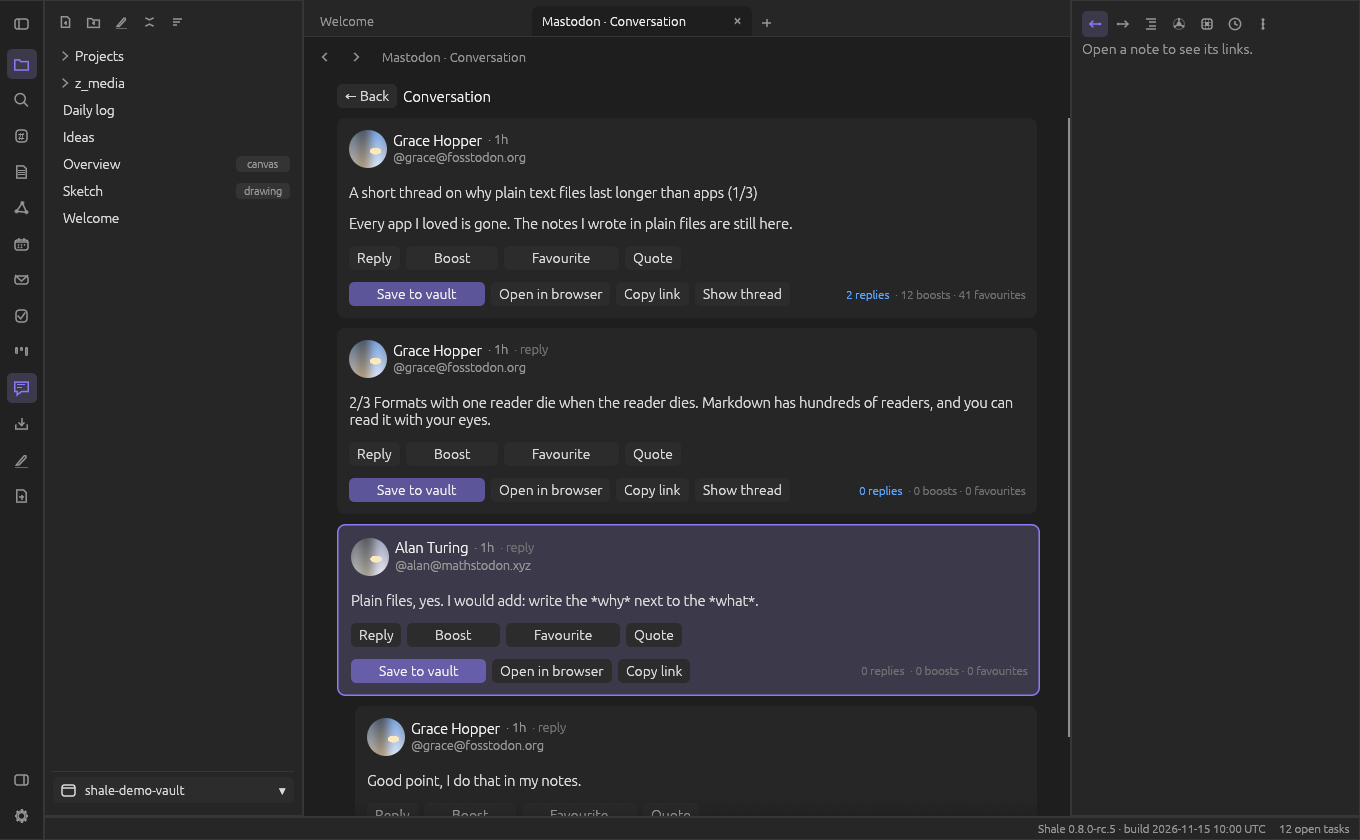 Welcome
Mastodon · Conversation
×
+
Projects
z_media
Daily log
Ideas
Overview
canvas
Sketch
drawing
Welcome
shale-demo-vault
Mastodon · Conversation
← Back
Conversation
Grace Hopper · 1h
@grace@fosstodon.org
A short thread on why plain text files last longer than apps (1/3)
Every app I loved is gone. The notes I wrote in plain files are still here.
Reply Boost Favourite Quote
Save to vault Open in browser Copy link Show thread 2 replies · 12 boosts · 41 favourites
Grace Hopper · 1h · reply
@grace@fosstodon.org
2/3 Formats with one reader die when the reader dies. Markdown has hundreds of readers, and you can
read it with your eyes.
Reply Boost Favourite Quote
Save to vault Open in browser Copy link Show thread 0 replies · 0 boosts · 0 favourites
Alan Turing · 1h · reply
@alan@mathstodon.xyz
Plain files, yes. I would add: write the *why* next to the *what*.
Reply Boost Favourite Quote
Save to vault Open in browser Copy link 0 replies · 0 boosts · 0 favourites
Grace Hopper · 1h · reply
@grace@fosstodon.org
Good point, I do that in my notes.
Reply Boost Favourite Quote
Open a note to see its links.
Shale 0.8.0-rc.5 · build 2026-11-15 10:00 UTC 12 open tasks